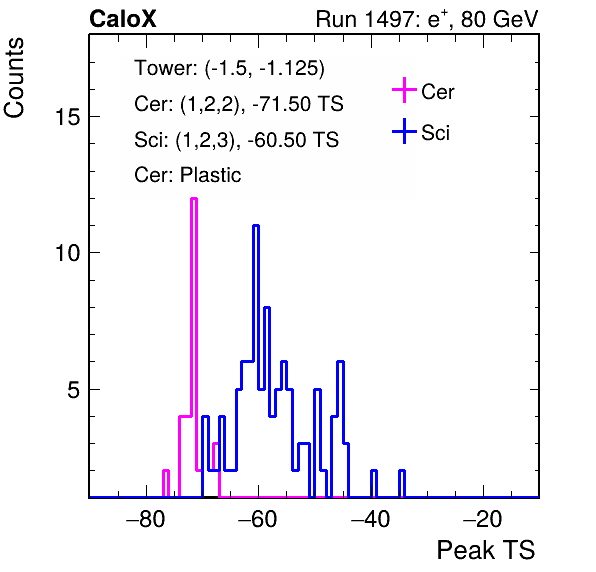 CaloX Run 1497: e⁺, 80 GeV
Counts
Tower: (-1.5, -1.125)
Cer: (1,2,2), -71.50 TS
Sci: (1,2,3), -60.50 TS
Cer: Plastic
Cer
Sci
15
10
5
−80 −60 −40 −20
Peak TS